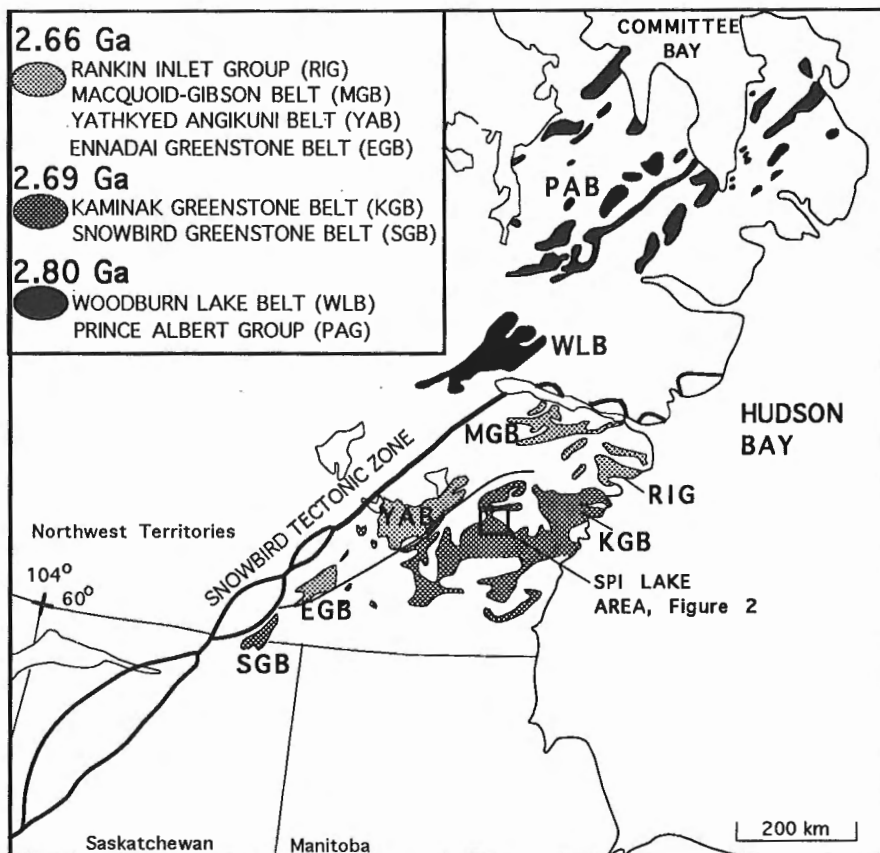 2.66 Ga
RANKIN INLET GROUP (RIG)
MACQUOID-GIBSON BELT (MGB)
YATHKYED ANGIKUNI BELT (YAB)
ENNADAI GREENSTONE BELT (EGB)
2.69 Ga
KAMINAK GREENSTONE BELT (KGB)
SNOWBIRD GREENSTONE BELT (SGB)
2.80 Ga
WOODBURN LAKE BELT (WLB)
PRINCE ALBERT GROUP (PAG)
COMMITTEE
BAY
PAB
WLB
HUDSON
BAY
MGB
RIG
SNOWBIRD TECTONIC ZONE
YAB
KGB
Northwest Territories
SPI LAKE
AREA, Figure 2
104°
60°
EGB
SGB
200 km
Saskatchewan
Manitoba